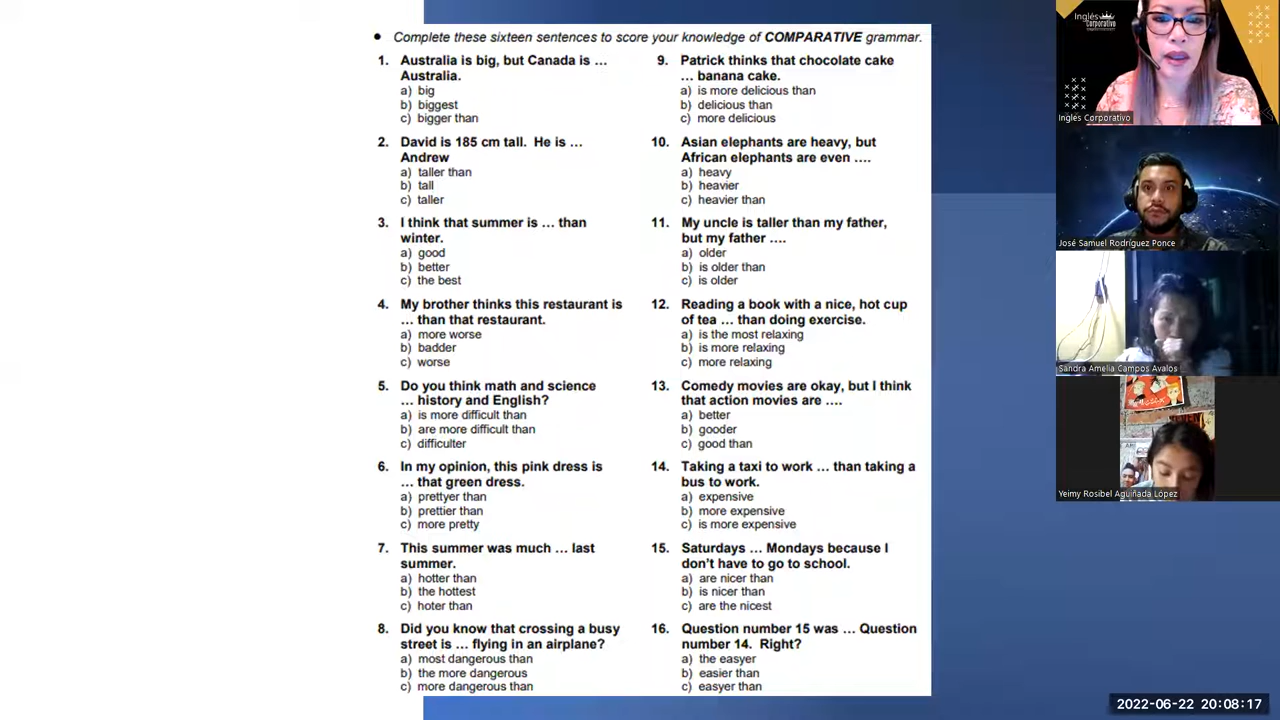 • Complete these sixteen sentences to score your knowledge of COMPARATIVE grammar.
1. Australia is big, but Canada is …
Australia.
a) big
b) biggest
c) bigger than
2. David is 185 cm tall. He is …
Andrew
a) taller than
b) tall
c) taller
3. I think that summer is … than
winter.
a) good
b) better
c) the best
4. My brother thinks this restaurant is
… than that restaurant.
a) more worse
b) badder
c) worse
5. Do you think math and science
… history and English?
a) is more difficult than
b) are more difficult than
c) difficulter
6. In my opinion, this pink dress is
… that green dress.
a) prettyer than
b) prettier than
c) more pretty
7. This summer was much … last
summer.
a) hotter than
b) the hottest
c) hoter than
8. Did you know that crossing a busy
street is … flying in an airplane?
a) most dangerous than
b) the more dangerous
c) more dangerous than
9. Patrick thinks that chocolate cake
… banana cake.
a) is more delicious than
b) delicious than
c) more delicious
10. Asian elephants are heavy, but
African elephants are even ….
a) heavy
b) heavier
c) heavier than
11. My uncle is taller than my father,
but my father ….
a) older
b) is older than
c) is older
12. Reading a book with a nice, hot cup
of tea … than doing exercise.
a) is the most relaxing
b) is more relaxing
c) more relaxing
13. Comedy movies are okay, but I think
that action movies are ….
a) better
b) gooder
c) good than
14. Taking a taxi to work … than taking a
bus to work.
a) expensive
b) more expensive
c) is more expensive
15. Saturdays … Mondays because I
don’t have to go to school.
a) are nicer than
b) is nicer than
c) are the nicest
16. Question number 15 was … Question
number 14. Right?
a) the easyer
b) easier than
c) easyer than
Inglés
Corporativo
Inglés Corporativo
José Samuel Rodríguez Ponce
Sandra Amelia Campos Avalos
Yeimy Rosibel Aguiñada López
2022-06-22 20:08:17